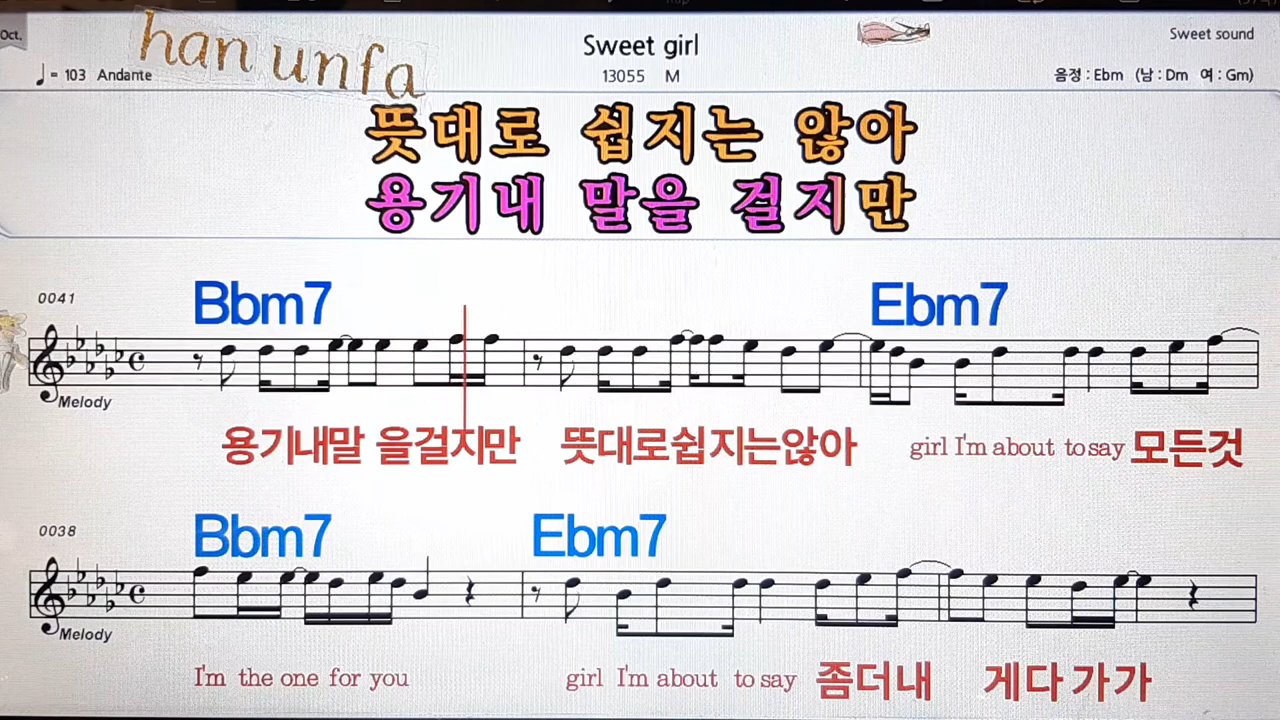 Oct.
han unfa
Sweet girl
Sweet sound
♩= 103 Andante
13055 M
음정 : Ebm (남 : Dm 여 : Gm)
뜻대로 쉽지는 않아
용기내 말을 걸지만
0041
Bbm7 Ebm7
Melody
용기내말 을걸지만 뜻대로쉽지는않아 girl I'm about to say 모든것
0038
Bbm7 Ebm7
Melody
I'm the one for you girl I'm about to say 좀더내 게다가가